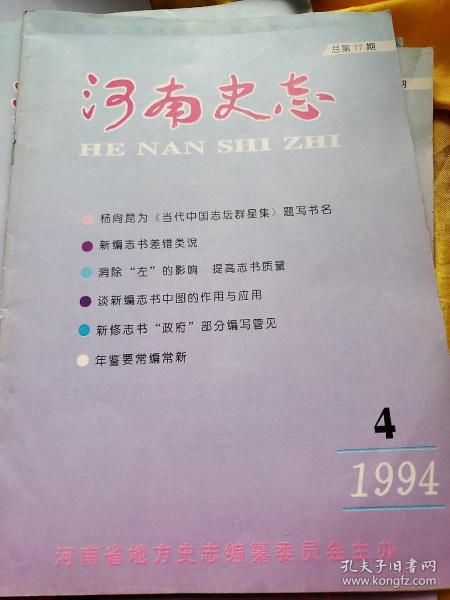 总第77期
河南史志
HE NAN SHI ZHI
杨尚昆为《当代中国志坛群星集》题写书名
新编志书差错类说
消除“左”的影响 提高志书质量
谈新编志书中图的作用与应用
新修志书“政府”部分编写管见
年鉴要常编常新
4
1994
河南省地方史志编纂委员会主办
期
孔夫子旧书网
www.kongfz.com